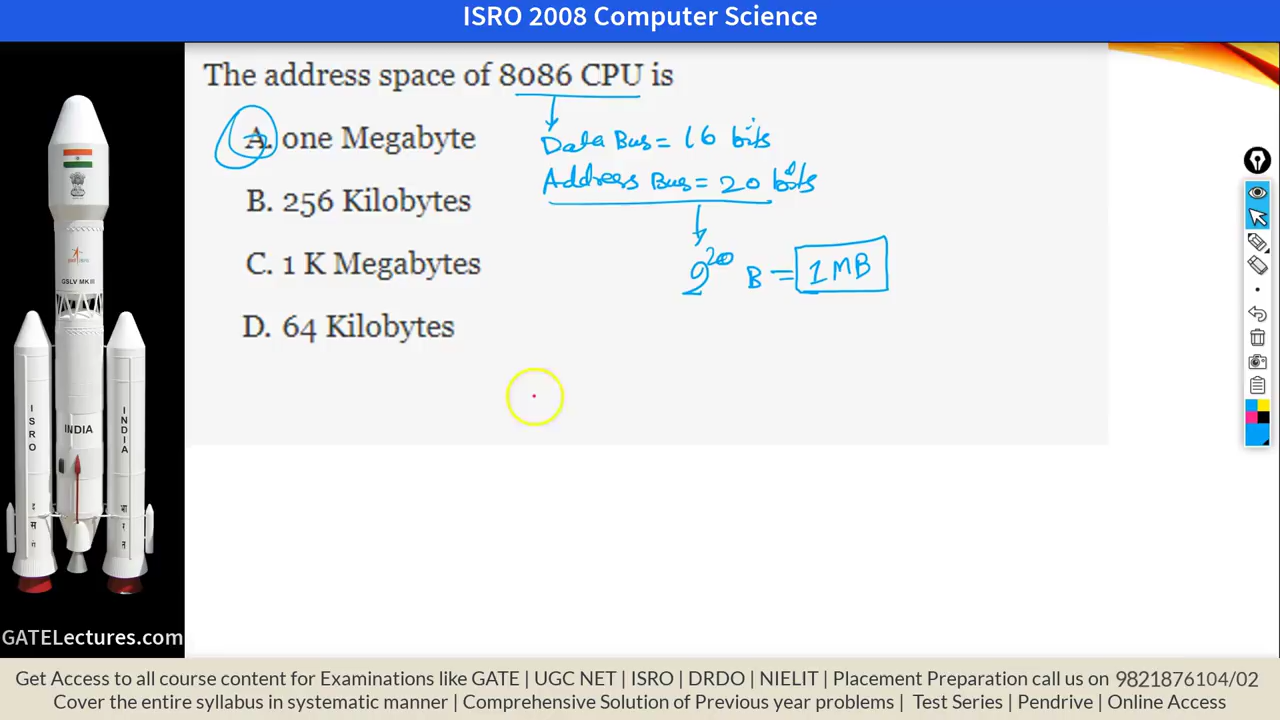 ISRO 2008 Computer Science
The address space of 8086 CPU is
A. one Megabyte
B. 256 Kilobytes
C. 1 K Megabytes
D. 64 Kilobytes
Data Bus = 16 bits
Address Bus = 20 bits
2^20 B = 1 MB
GSLV MK III
ISRO
INDIA
INDIA
GATELectures.com
Get Access to all course content for Examinations like GATE | UGC NET | ISRO | DRDO | NIELIT | Placement Preparation call us on 9821876104/02
Cover the entire syllabus in systematic manner | Comprehensive Solution of Previous year problems | Test Series | Pendrive | Online Access